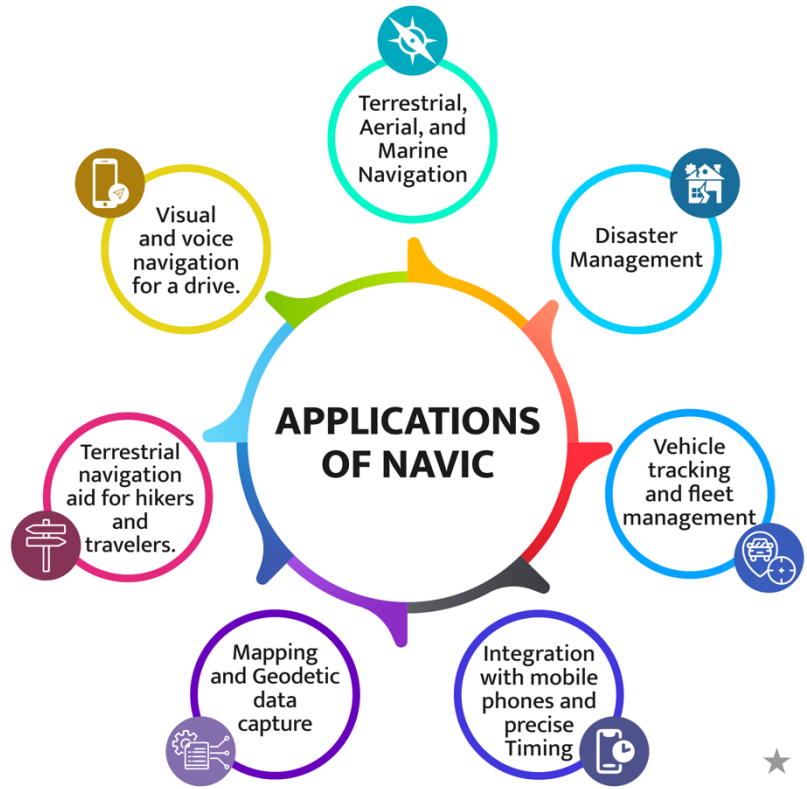 Terrestrial,
Aerial, and
Marine
Navigation
Disaster
Management
Vehicle
tracking
and fleet
management
Integration
with mobile
phones and
precise
Timing
Mapping
and Geodetic
data
capture
Terrestrial
navigation
aid for hikers
and
travelers.
Visual
and voice
navigation
for a drive.
APPLICATIONS
OF NAVIC